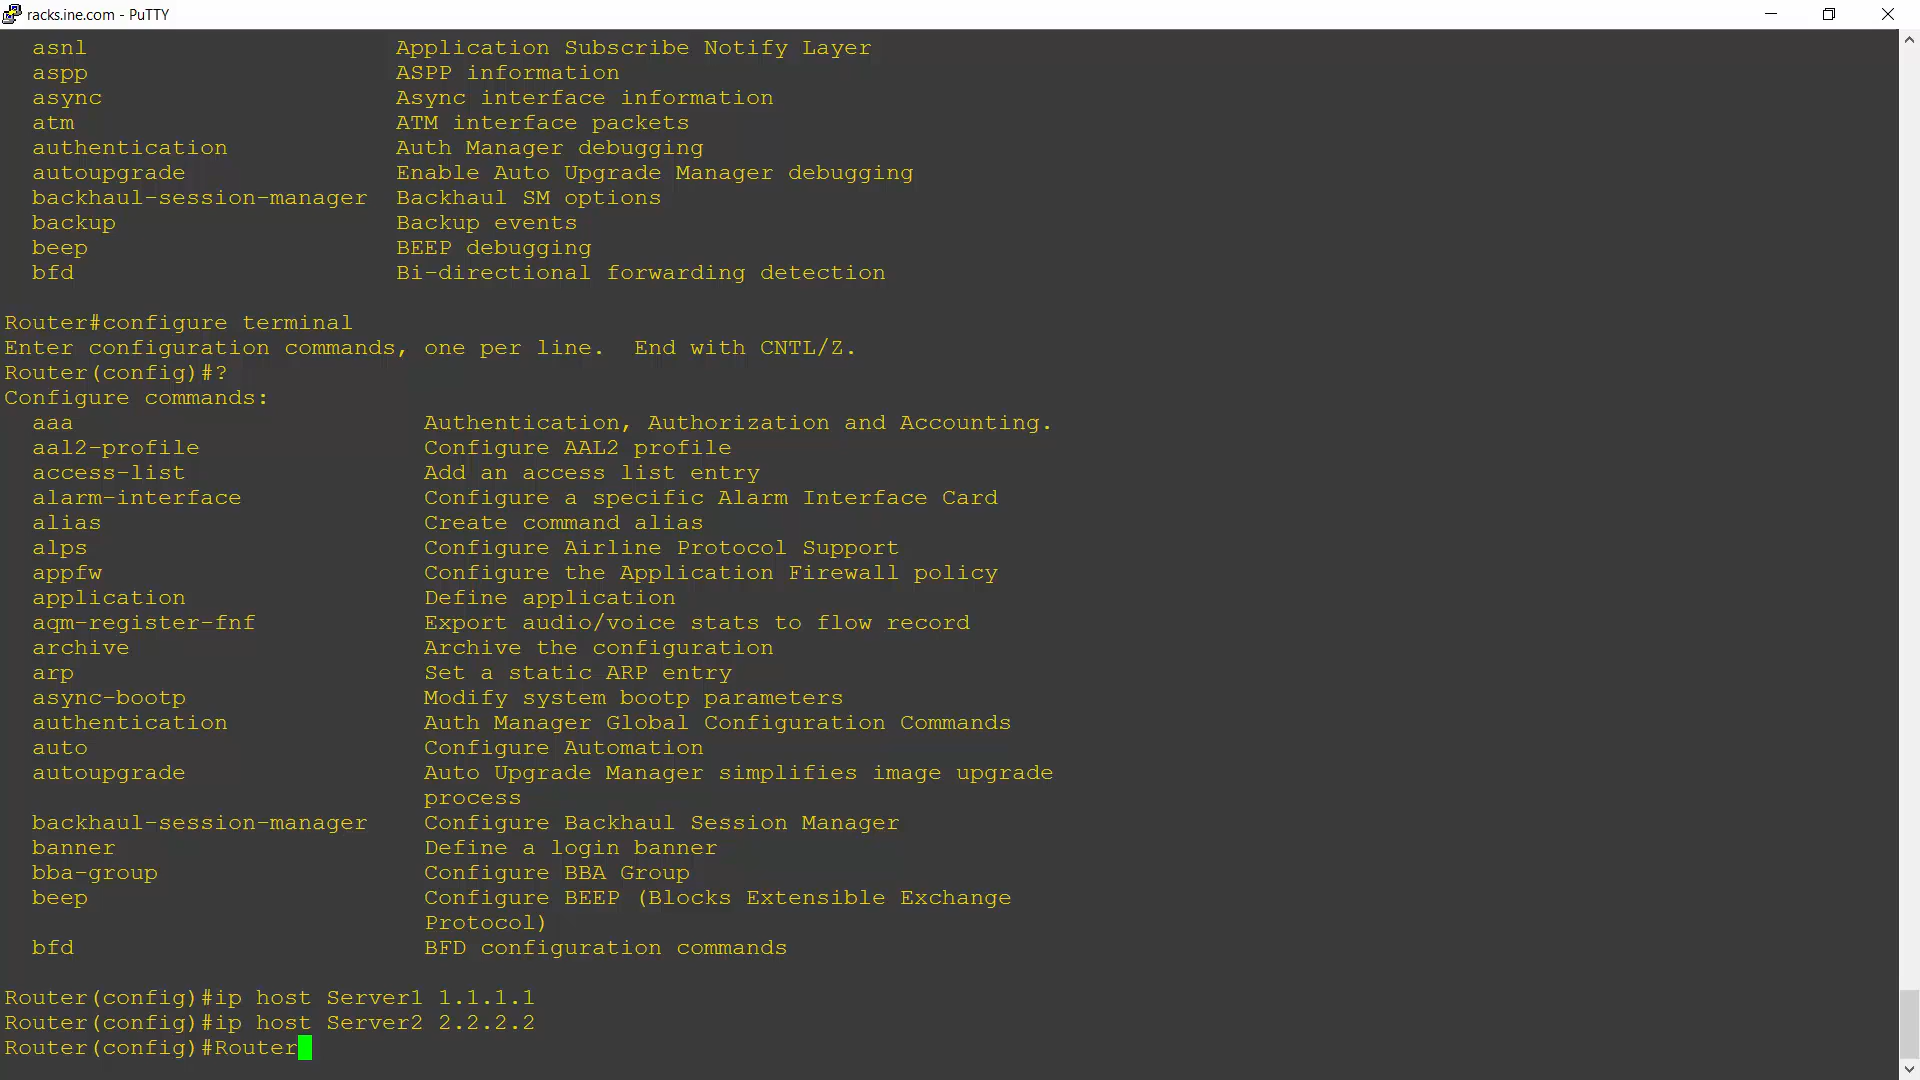 racks.ine.com - PuTTY
asnl Application Subscribe Notify Layer
aspp ASPP information
async Async interface information
atm ATM interface packets
authentication Auth Manager debugging
autoupgrade Enable Auto Upgrade Manager debugging
backhaul-session-manager Backhaul SM options
backup Backup events
beep BEEP debugging
bfd Bi-directional forwarding detection
Router#configure terminal
Enter configuration commands, one per line.  End with CNTL/Z.
Router(config)#?
Configure commands:
aaa Authentication, Authorization and Accounting.
aal2-profile Configure AAL2 profile
access-list Add an access list entry
alarm-interface Configure a specific Alarm Interface Card
alias Create command alias
alps Configure Airline Protocol Support
appfw Configure the Application Firewall policy
application Define application
aqm-register-fnf Export audio/voice stats to flow record
archive Archive the configuration
arp Set a static ARP entry
async-bootp Modify system bootp parameters
authentication Auth Manager Global Configuration Commands
auto Configure Automation
autoupgrade Auto Upgrade Manager simplifies image upgrade
process
backhaul-session-manager Configure Backhaul Session Manager
banner Define a login banner
bba-group Configure BBA Group
beep Configure BEEP (Blocks Extensible Exchange
Protocol)
bfd BFD configuration commands
Router(config)#ip host Server1 1.1.1.1
Router(config)#ip host Server2 2.2.2.2
Router(config)#Router